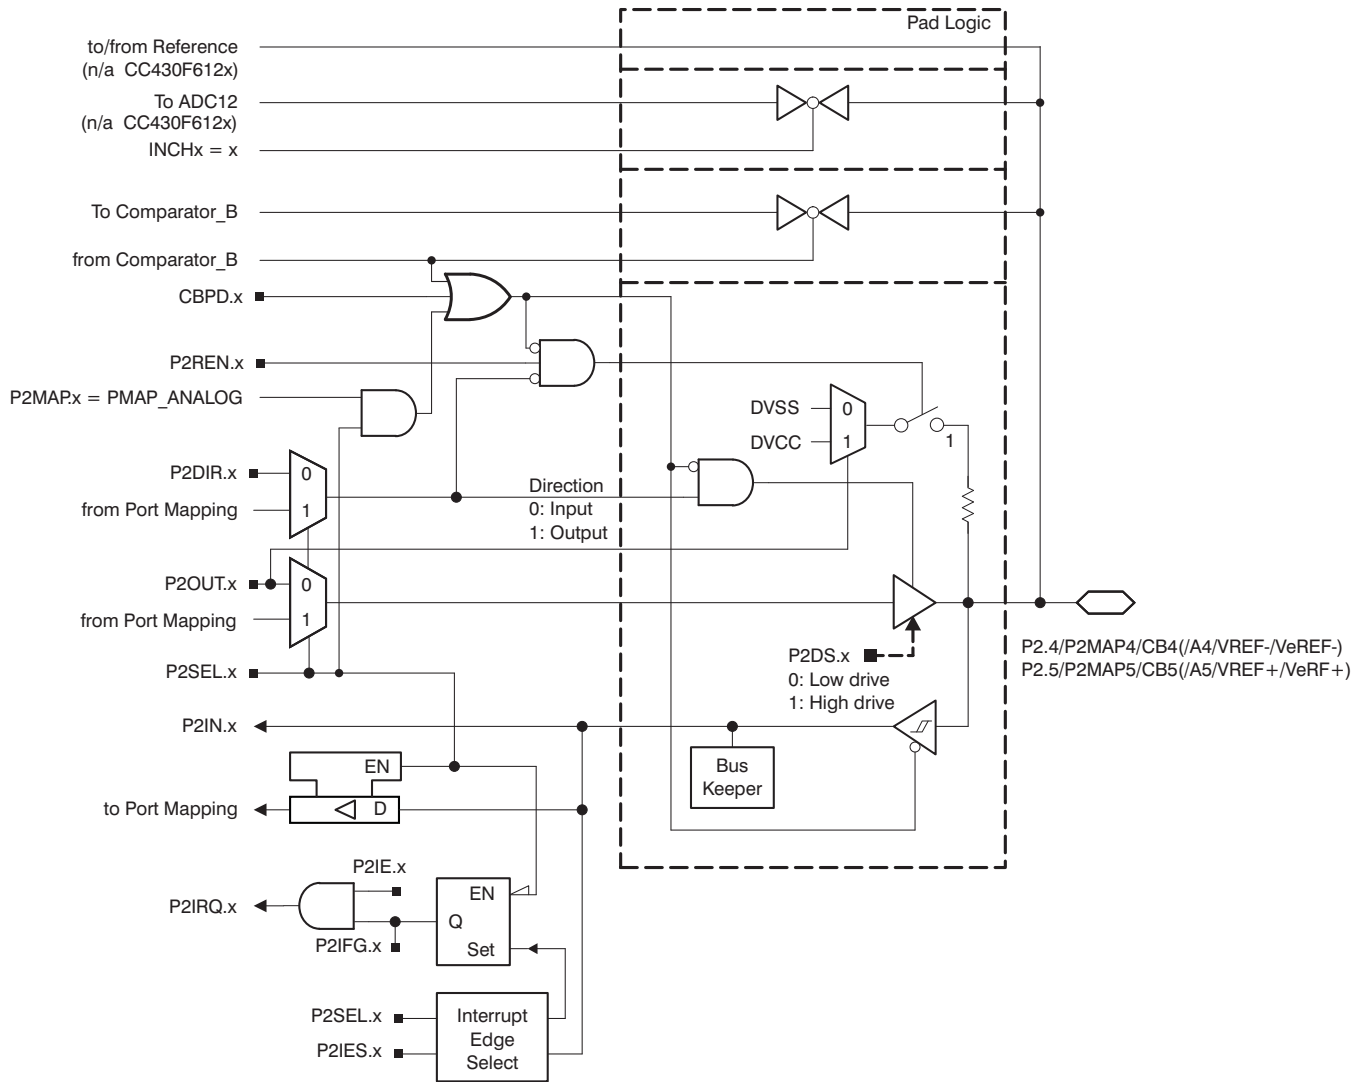 Pad Logic
to/from Reference
(n/a CC430F612x)
To ADC12
(n/a CC430F612x)
INCHx = x
To Comparator_B
from Comparator_B
CBPD.x
P2REN.x
P2MAP.x = PMAP_ANALOG
DVSS
0
DVCC
1
1
P2DIR.x
0
from Port Mapping
1
Direction
0: Input
1: Output
P2OUT.x
0
from Port Mapping
1
P2SEL.x
P2DS.x
0: Low drive
1: High drive
P2.4/P2MAP4/CB4(/A4/VREF-/VeREF-)
P2.5/P2MAP5/CB5(/A5/VREF+/VeRF+)
P2IN.x
Bus
Keeper
EN
to Port Mapping
D
P2IE.x
P2IRQ.x
P2IFG.x
EN
Q
Set
P2SEL.x
P2IES.x
Interrupt
Edge
Select